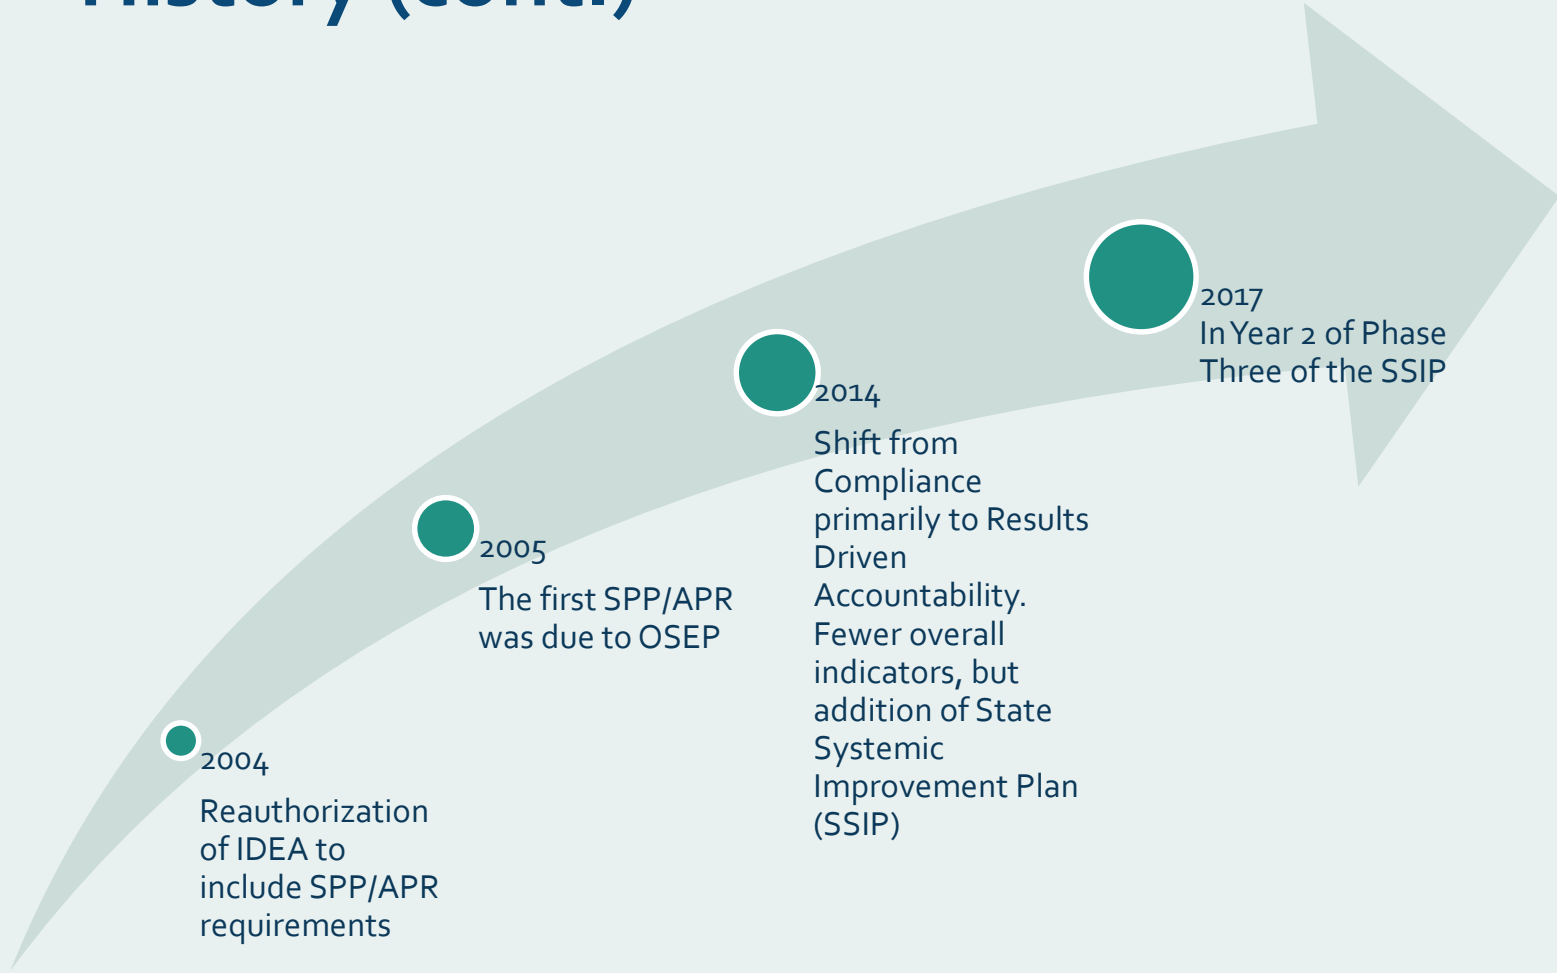 History (cont.)
2017
In Year 2 of Phase
Three of the SSIP
2014
Shift from
Compliance
primarily to Results
Driven
Accountability.
Fewer overall
indicators, but
addition of State
Systemic
Improvement Plan
(SSIP)
2005
The first SPP/APR
was due to OSEP
2004
Reauthorization
of IDEA to
include SPP/APR
requirements